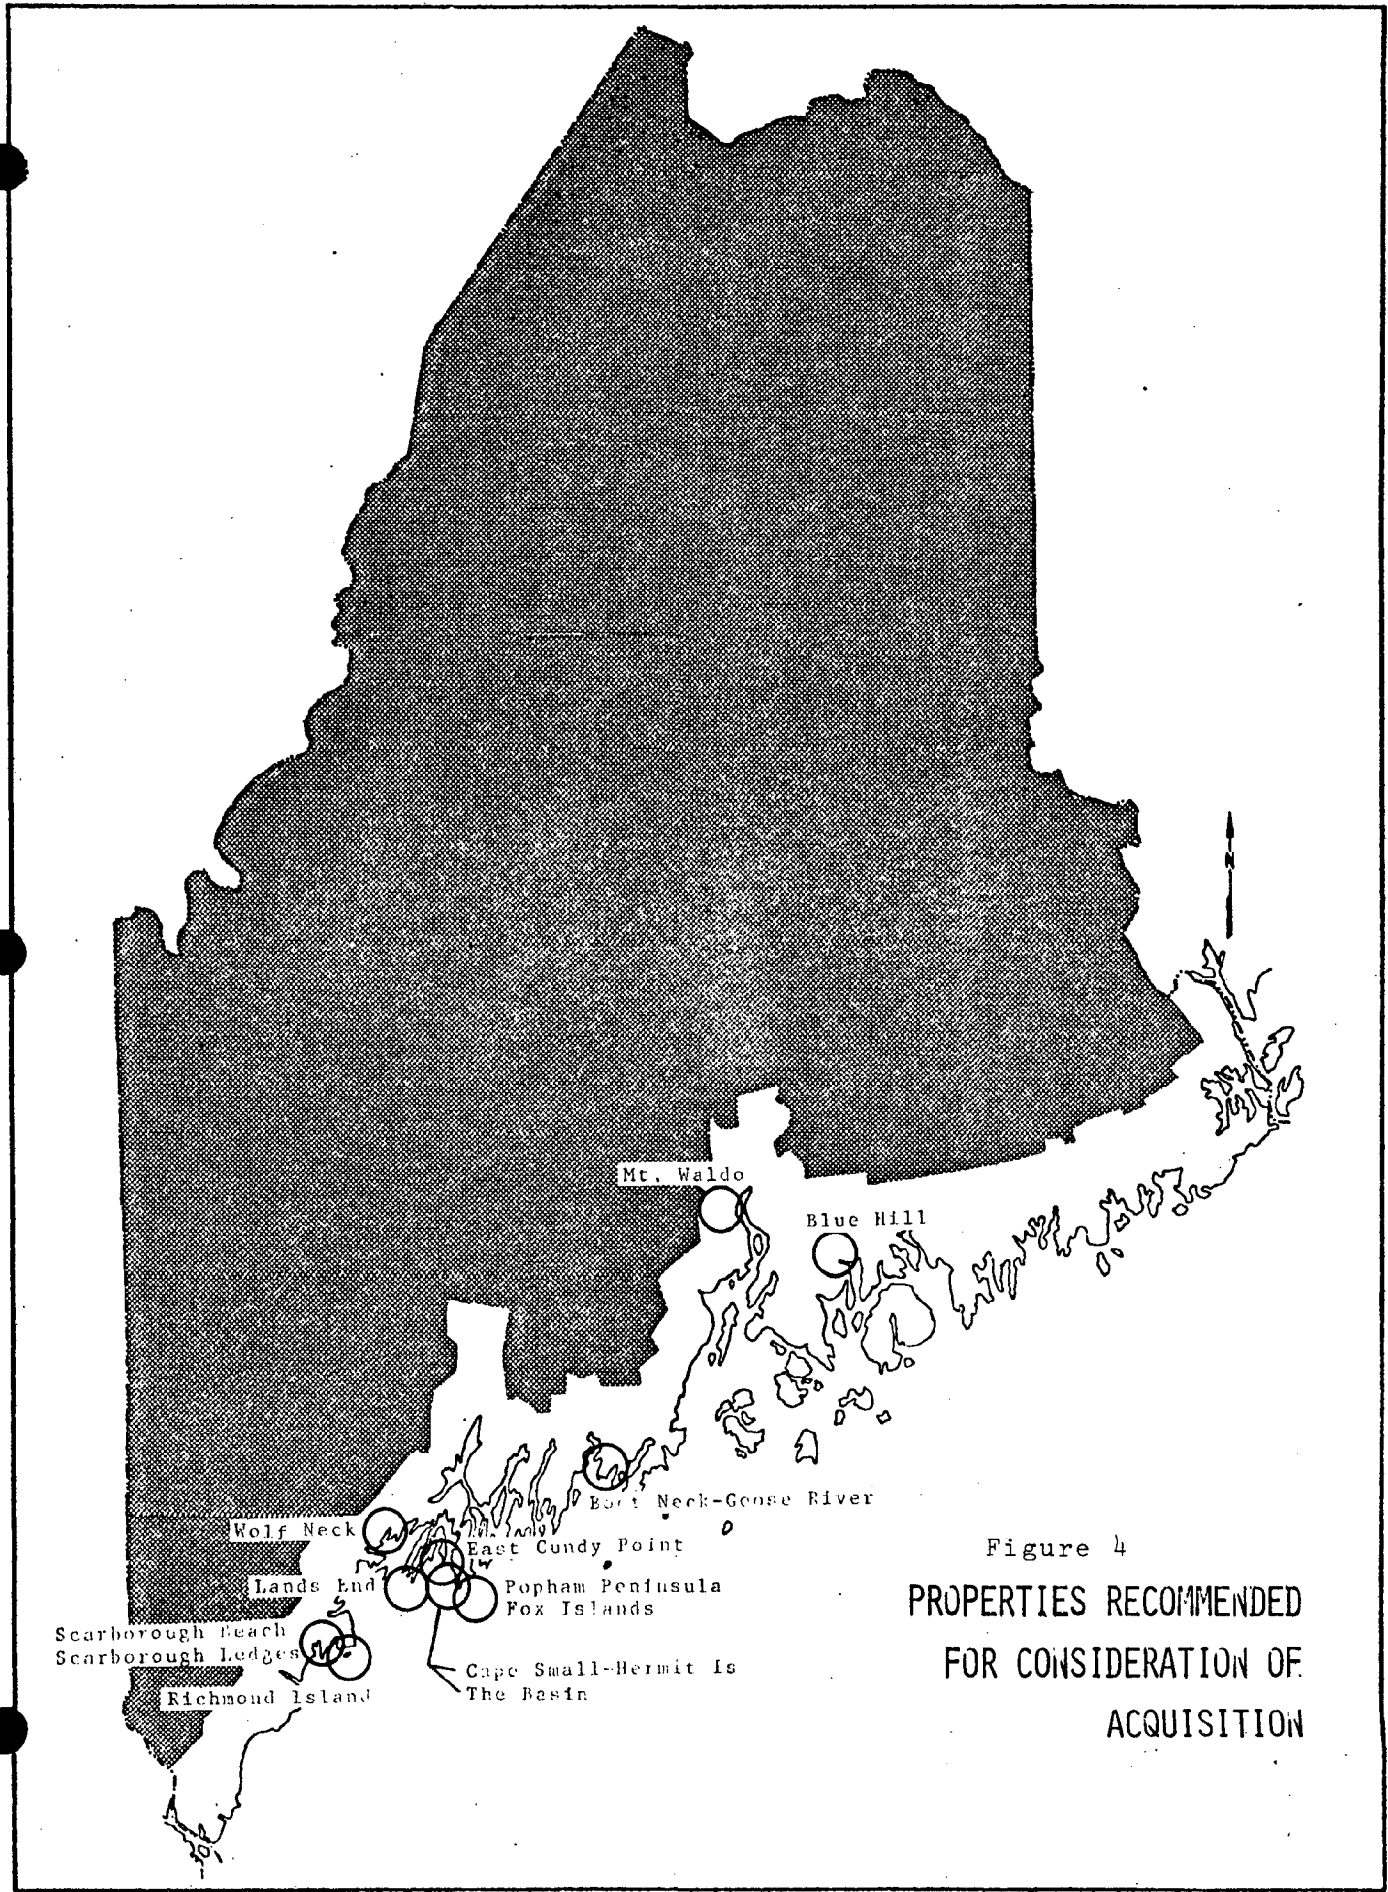 N
Mt. Waldo
Blue Hill
Neck-Goose River
Wolf Neck
East Cundy Point
Lands End
Popham Peninsula
Fox Islands
Scarborough Beach
Scarborough Ledges
Cape Small-Hermit Is
The Basin
Richmond Island
Figure 4
PROPERTIES RECOMMENDED
FOR CONSIDERATION OF
ACQUISITION